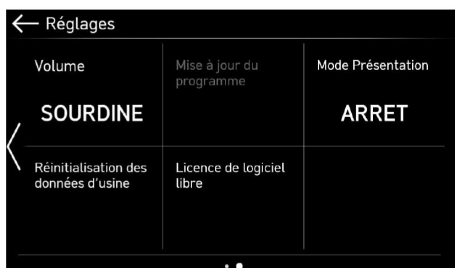 Réglages
Volume
SOURDINE
Mise à jour du
programme
Mode Présentation
ARRET
Réinitialisation des
données d'usine
Licence de logiciel
libre